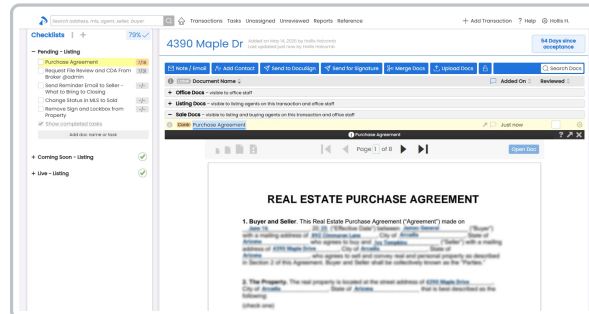 Search address, mls, agent, seller, buyer
Transactions Tasks Unassigned Unreviewed Reports Reference
+ Add Transaction ? Help Hollis H.
Checklists | +
79%
4390 Maple Dr
Added on May 14, 2025 by Hollis Holcomb
Last updated just now by Hollis Holcomb
54 Days since
acceptance
− Pending - Listing
Purchase Agreement
Request File Review and CDA From
Broker @admin
Send Reminder Email to Seller -
What to Bring to Closing
-/-
Change Status in MLS to Sold
-/-
Remove Sign and Lockbox from
Property
-/-
Show completed tasks
Add doc name or task
+ Coming Soon - Listing
+ Live - Listing
Note / Email
Add Contact
Send to DocuSign
Send for Signature
Merge Docs
Upload Docs
Search Docs
Document Name
Added On
Reviewed
+ Office Docs - visible to office staff
+ Listing Docs - visible to listing agents on this transaction and office staff
− Sale Docs - visible to listing and buying agents on this transaction and office staff
Contr Purchase Agreement
Just now
Purchase Agreement
?
Page 1 of 8
Open Doc
REAL ESTATE PURCHASE AGREEMENT
1. Buyer and Seller. This Real Estate Purchase Agreement ("Agreement") made on
("Effective Date") between ("Buyer")
with a mailing address of , City of , State of
who agrees to buy and ("Seller") with a mailing
address of 4390 Maple Drive , City of , State of
, who agrees to sell and convey real and personal property as described
in Section 2 of this Agreement. Buyer and Seller shall be collectively known as the "Parties."
2. The Property. The real property is located at the street address of 4390 Maple Drive
City of , State of that is best described as the
following:
(check one)